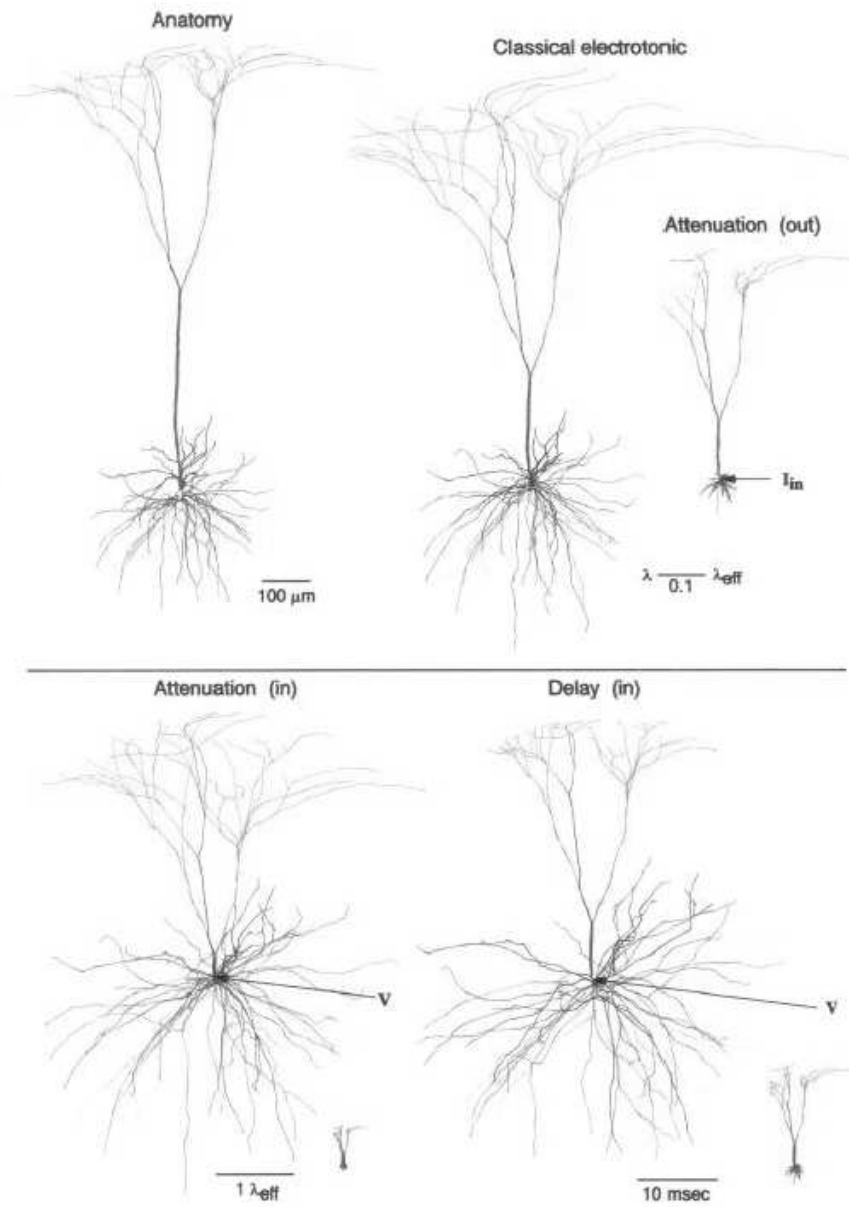 Anatomy
Classical electrotonic
Attenuation (out)
I_in
100 μm
λ 0.1 λ_eff
Attenuation (in)
Delay (in)
V
V
1 λ_eff
10 msec